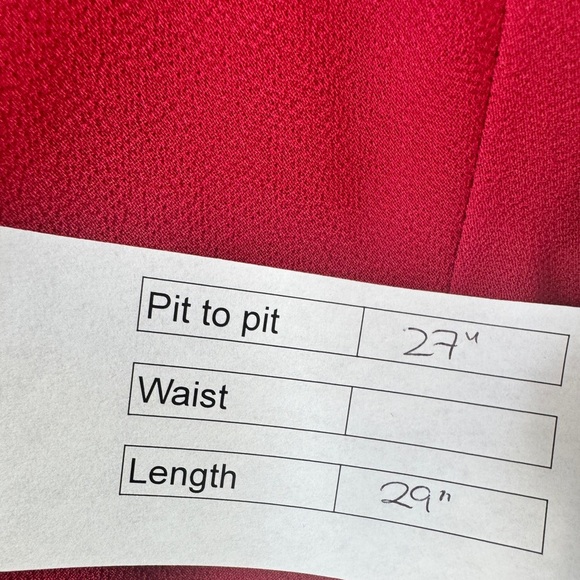 Pit to pit 27"
Waist
Length 29"